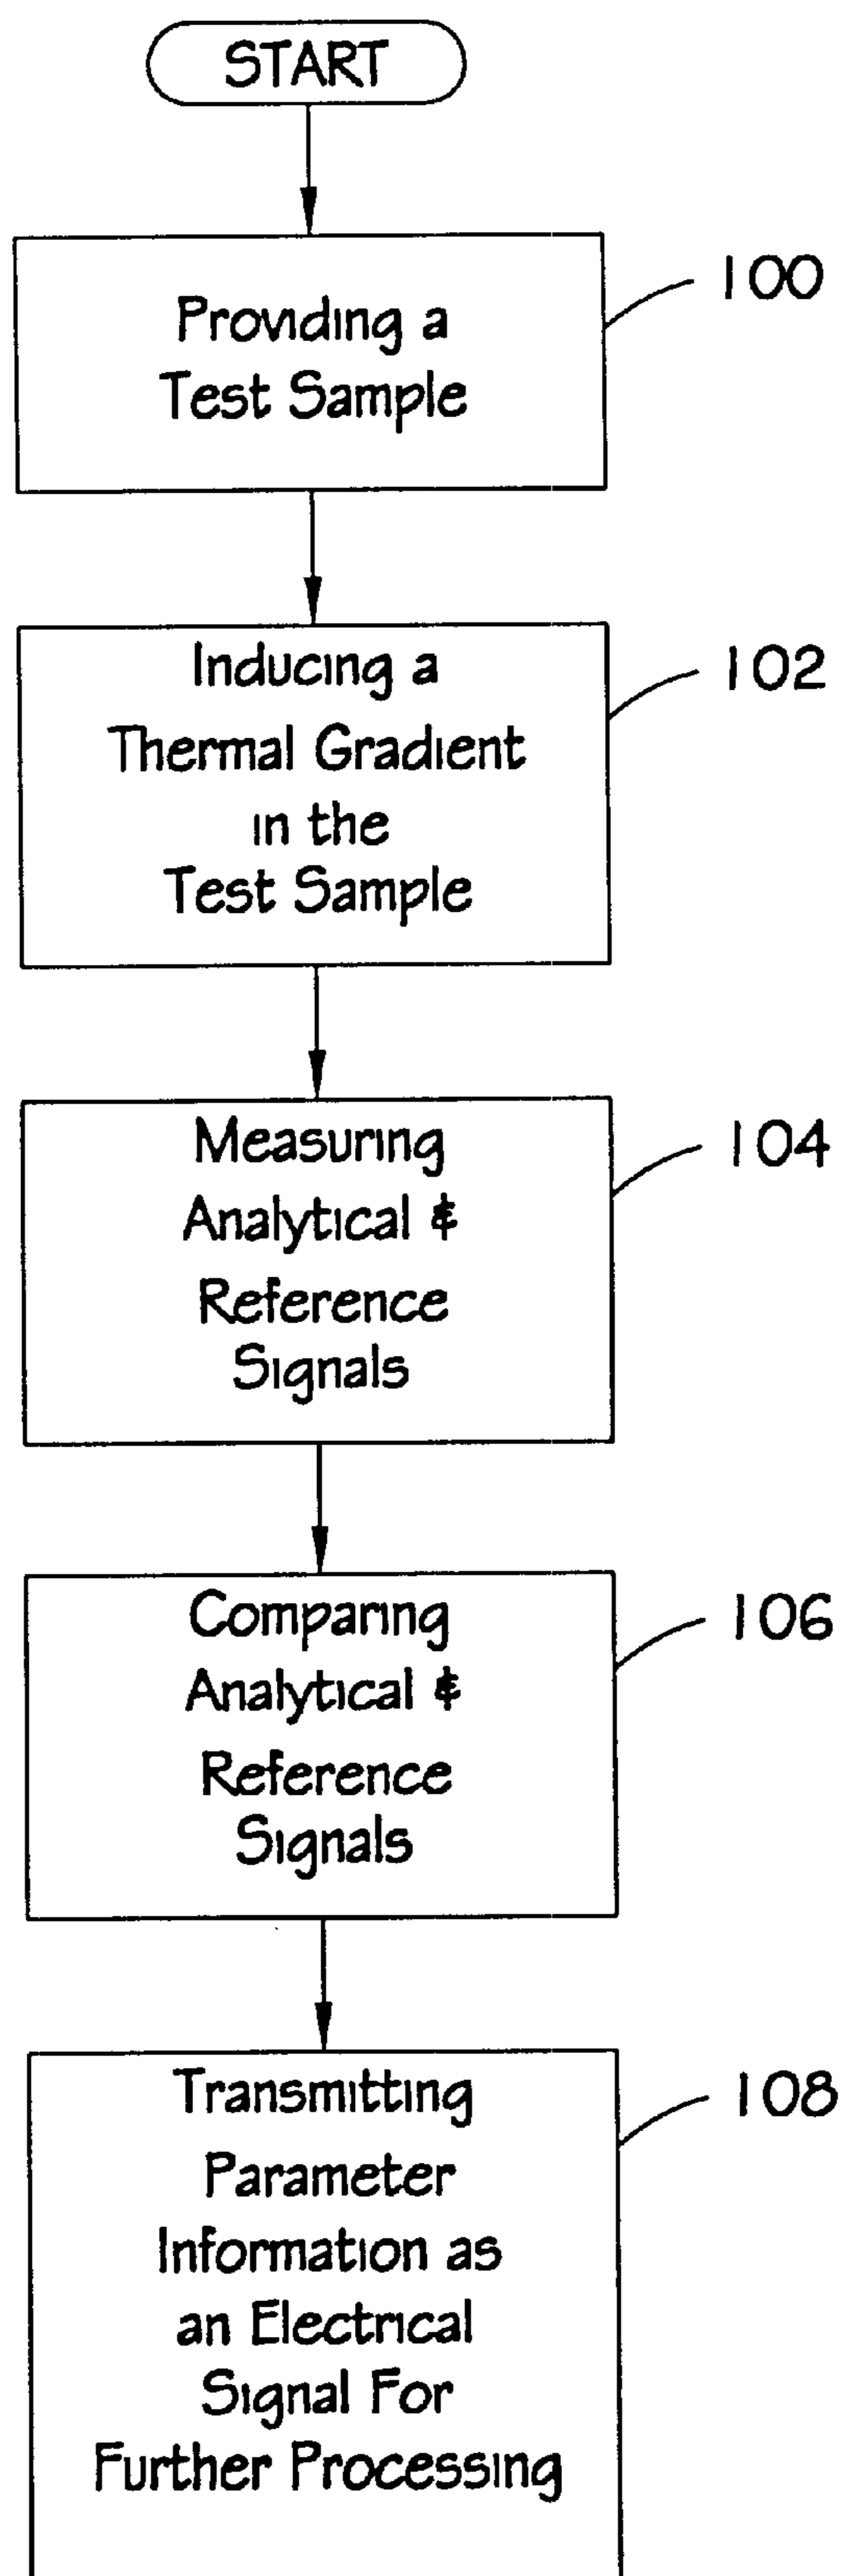 START
100
Providing a
Test Sample
102
Inducing a
Thermal Gradient
in the
Test Sample
104
Measuring
Analytical &
Reference
Signals
106
Comparing
Analytical &
Reference
Signals
108
Transmitting
Parameter
Information as
an Electrical
Signal For
Further Processing